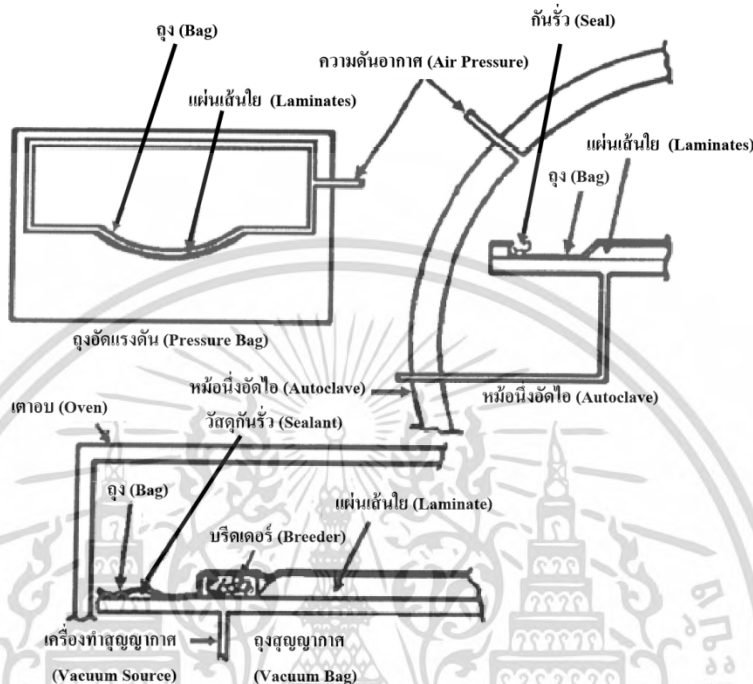 ถุง (Bag)
กันรั่ว (Seal)
ความดันอากาศ (Air Pressure)
แผ่นเส้นใย (Laminates)
แผ่นเส้นใย (Laminates)
ถุง (Bag)
ถุงอัดแรงดัน (Pressure Bag)
หม้อนึ่งอัดไอ (Autoclave)
หม้อนึ่งอัดไอ (Autoclave)
เตาอบ (Oven)
วัสดุกันรั่ว (Sealant)
ถุง (Bag)
แผ่นเส้นใย (Laminate)
บรีดเดอร์ (Breeder)
เครื่องทำสุญญากาศ
(Vacuum Source)
ถุงสุญญากาศ
(Vacuum Bag)